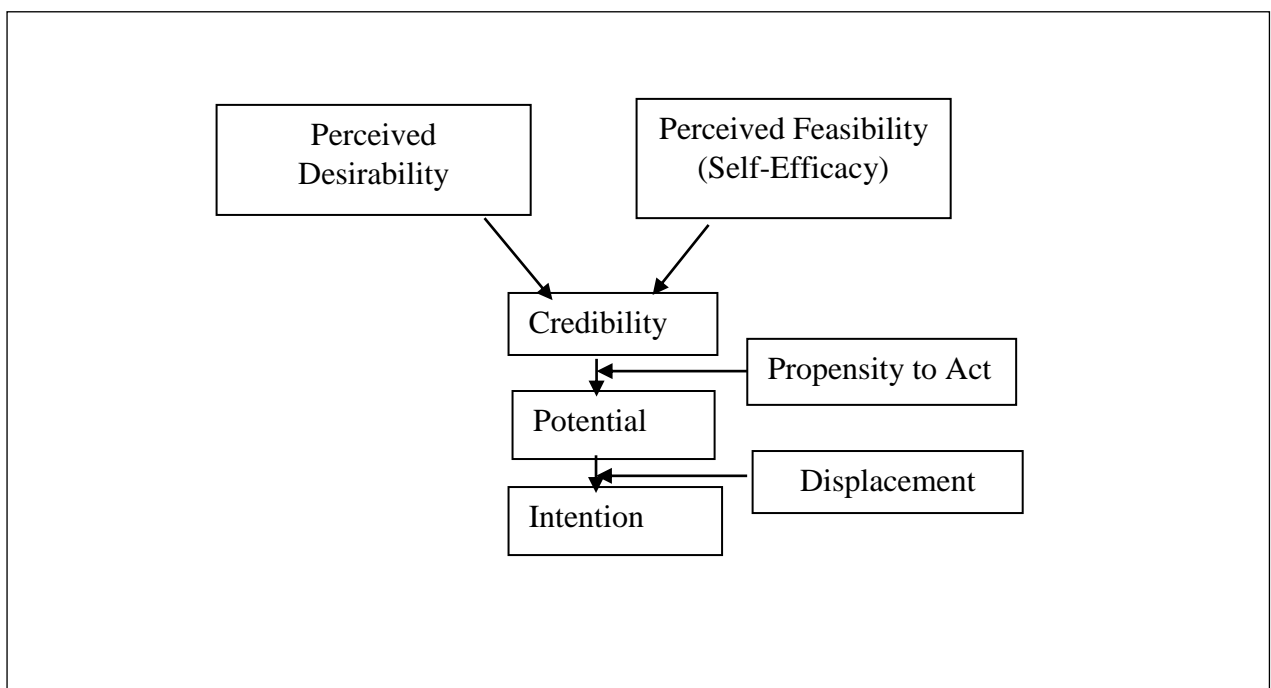 Perceived
Desirability
Perceived Feasibility
(Self-Efficacy)
Credibility
Propensity to Act
Potential
Displacement
Intention